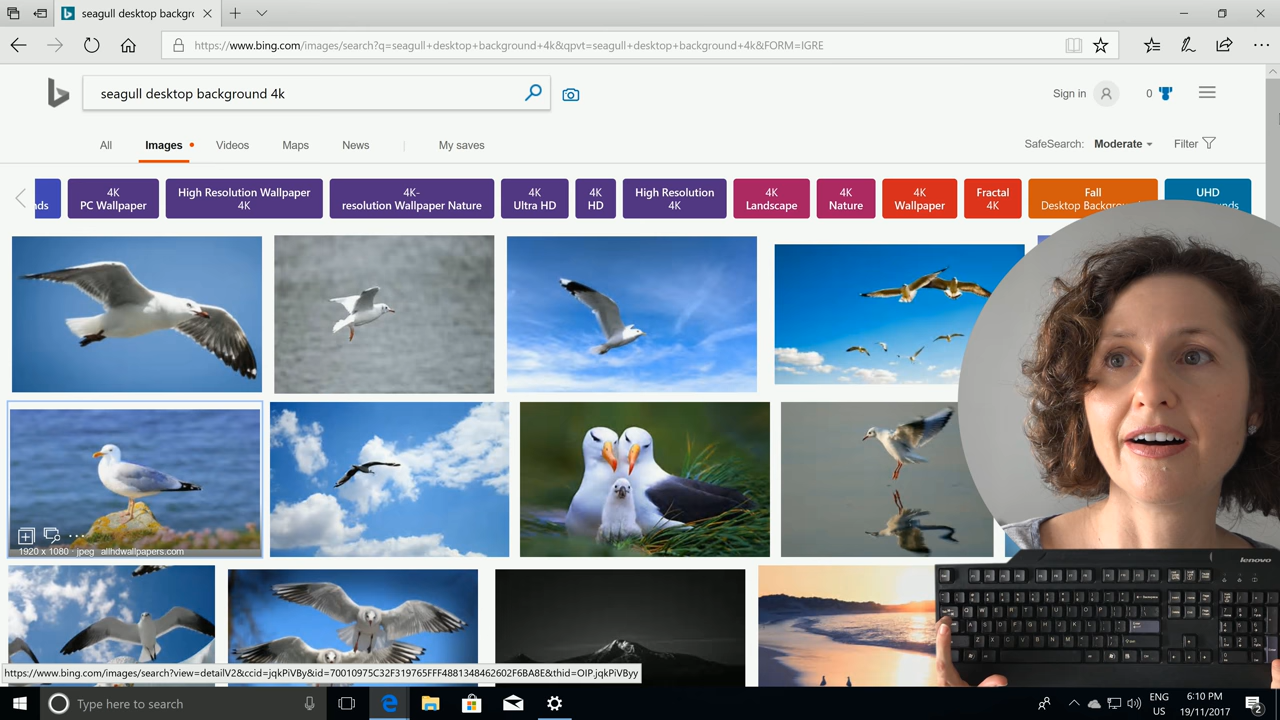 seagull desktop backgr
https://www.bing.com/images/search?q=seagull+desktop+background+4k&qpvt=seagull+desktop+background+4k&FORM=IGRE
seagull desktop background 4k
Sign in
0
All
Images
Videos
Maps
News
My saves
SafeSearch: Moderate
Filter
nds
4K
PC Wallpaper
High Resolution Wallpaper
4K
4K-
resolution Wallpaper Nature
4K
Ultra HD
4K
HD
High Resolution
4K
4K
Landscape
4K
Nature
4K
Wallpaper
Fractal
4K
Fall
Desktop Backgro
UHD
1920 x 1080 · jpeg allhdwallpapers.com
lenovo
https://www.bing.com/images/search?view=detailV2&ccid=jqkPiVBy&id=70010975C32F319765FFF4881348462602F6BA8E&thid=OIP.jqkPiVByy
Type here to search
ENG
US
6:10 PM
19/11/2017
2